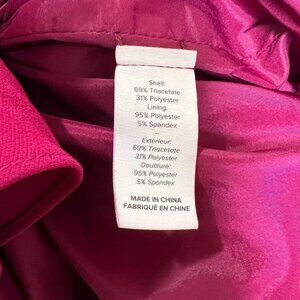 Shell:
69% Triacetate
31% Polyester
Lining:
95% Polyester
5% Spandex
–
Exterieur:
69% Triacetate
31% Polyester
Doublure:
95% Polyester
5% Spandex
MADE IN CHINA
FABRIQUÉ EN CHINE